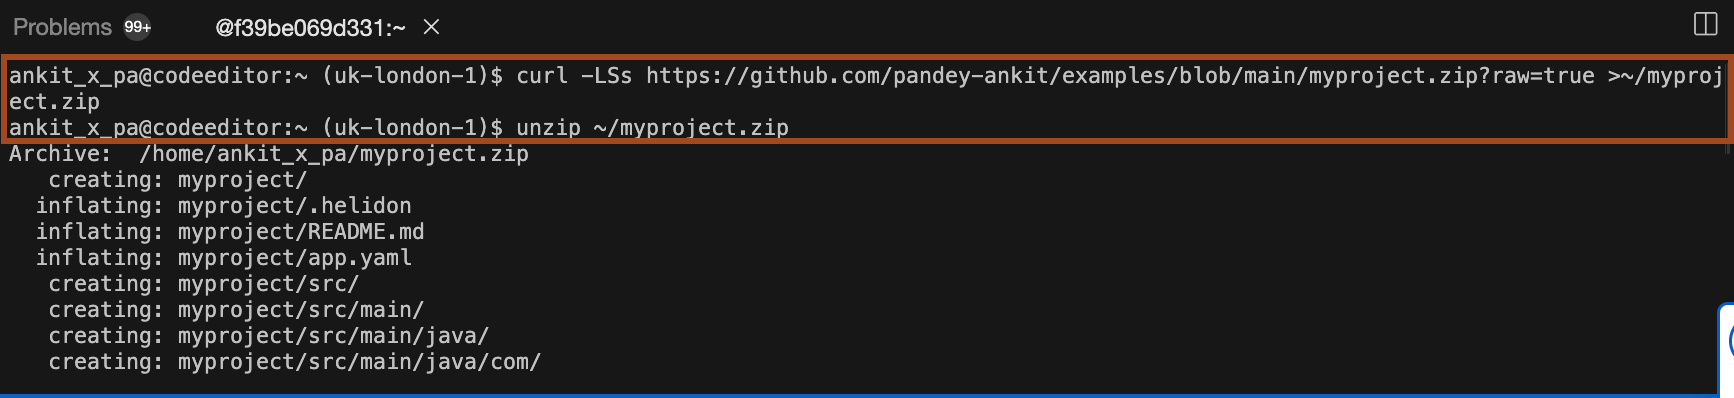 Problems 99+ @f39be069d331:~
ankit_x_pa@codeeditor:~ (uk-london-1)$ curl -LSs https://github.com/pandey-ankit/examples/blob/main/myproject.zip?raw=true >~/myproj
ect.zip
ankit_x_pa@codeeditor:~ (uk-london-1)$ unzip ~/myproject.zip
Archive:  /home/ankit_x_pa/myproject.zip
   creating: myproject/
  inflating: myproject/.helidon
  inflating: myproject/README.md
  inflating: myproject/app.yaml
   creating: myproject/src/
   creating: myproject/src/main/
   creating: myproject/src/main/java/
   creating: myproject/src/main/java/com/